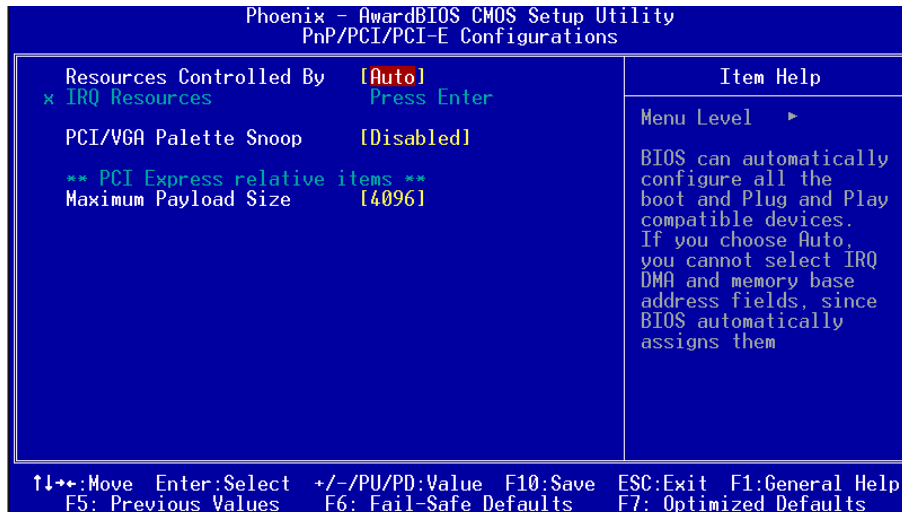 Phoenix - AwardBIOS CMOS Setup Utility
PnP/PCI/PCI-E Configurations
Resources Controlled By [Auto]
x IRQ Resources Press Enter
PCI/VGA Palette Snoop [Disabled]
** PCI Express relative items **
Maximum Payload Size [4096]
Item Help
Menu Level ►
BIOS can automatically
configure all the
boot and Plug and Play
compatible devices.
If you choose Auto,
you cannot select IRQ
DMA and memory base
address fields, since
BIOS automatically
assigns them
↑↓→←:Move Enter:Select +/-/PU/PD:Value F10:Save ESC:Exit F1:General Help
F5: Previous Values F6: Fail-Safe Defaults F7: Optimized Defaults